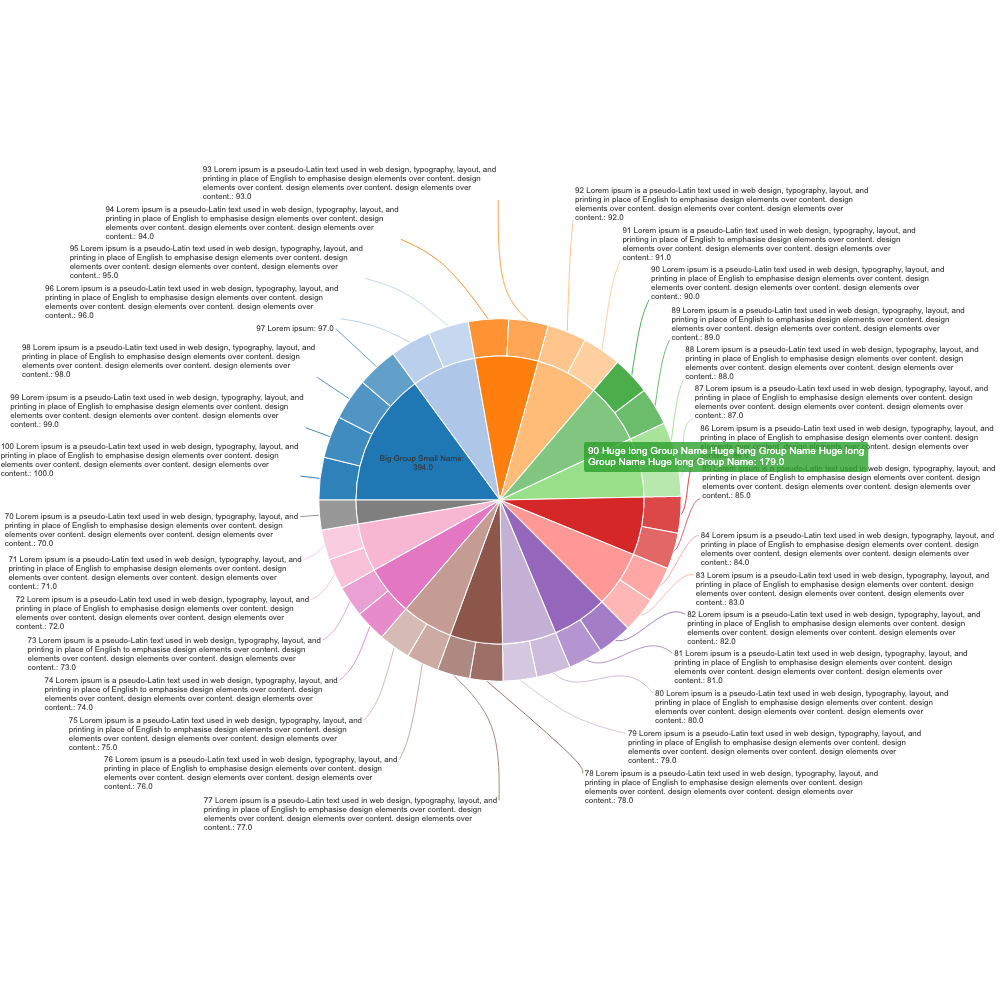 93 Lorem ipsum is a pseudo-Latin text used in web design, typography, layout, and
printing in place of English to emphasise design elements over content. design
elements over content. design elements over content. design elements over
content.: 93.0
92 Lorem ipsum is a pseudo-Latin text used in web design, typography, layout, and
printing in place of English to emphasise design elements over content. design
elements over content. design elements over content. design elements over
content.: 92.0
94 Lorem ipsum is a pseudo-Latin text used in web design, typography, layout, and
printing in place of English to emphasise design elements over content. design
elements over content. design elements over content. design elements over
content.: 94.0
91 Lorem ipsum is a pseudo-Latin text used in web design, typography, layout, and
printing in place of English to emphasise design elements over content. design
elements over content. design elements over content. design elements over
content.: 91.0
95 Lorem ipsum is a pseudo-Latin text used in web design, typography, layout, and
printing in place of English to emphasise design elements over content. design
elements over content. design elements over content. design elements over
content.: 95.0
90 Lorem ipsum is a pseudo-Latin text used in web design, typography, layout, and
printing in place of English to emphasise design elements over content. design
elements over content. design elements over content. design elements over
content.: 90.0
96 Lorem ipsum is a pseudo-Latin text used in web design, typography, layout, and
printing in place of English to emphasise design elements over content. design
elements over content. design elements over content. design elements over
content.: 96.0
89 Lorem ipsum is a pseudo-Latin text used in web design, typography, layout, and
printing in place of English to emphasise design elements over content. design
elements over content. design elements over content. design elements over
content.: 89.0
97 Lorem ipsum: 97.0
98 Lorem ipsum is a pseudo-Latin text used in web design, typography, layout, and
printing in place of English to emphasise design elements over content. design
elements over content. design elements over content. design elements over
content.: 98.0
88 Lorem ipsum is a pseudo-Latin text used in web design, typography, layout, and
printing in place of English to emphasise design elements over content. design
elements over content. design elements over content. design elements over
content.: 88.0
87 Lorem ipsum is a pseudo-Latin text used in web design, typography, layout, and
printing in place of English to emphasise design elements over content. design
elements over content. design elements over content. design elements over
content.: 87.0
99 Lorem ipsum is a pseudo-Latin text used in web design, typography, layout, and
printing in place of English to emphasise design elements over content. design
elements over content. design elements over content. design elements over
content.: 99.0
86 Lorem ipsum is a pseudo-Latin text used in web design, typography, layout, and
printing in place of English to emphasise design elements over content. design
100 Lorem ipsum is a pseudo-Latin text used in web design, typography, layout, and
printing in place of English to emphasise design elements over content. design
elements over content. design elements over content. design elements over
content.: 100.0
Big Group Small Name:
394.0
90 Huge long Group Name Huge long Group Name Huge long
Group Name Huge long Group Name: 179.0
85 Lorem ipsum is a pseudo-Latin text used in web design, typography, layout, and
printing in place of English to emphasise design elements over content. design
elements over content. design elements over content. design elements over
content.: 85.0
70 Lorem ipsum is a pseudo-Latin text used in web design, typography, layout, and
printing in place of English to emphasise design elements over content. design
elements over content. design elements over content. design elements over
content.: 70.0
84 Lorem ipsum is a pseudo-Latin text used in web design, typography, layout, and
printing in place of English to emphasise design elements over content. design
elements over content. design elements over content. design elements over
content.: 84.0
71 Lorem ipsum is a pseudo-Latin text used in web design, typography, layout, and
printing in place of English to emphasise design elements over content. design
elements over content. design elements over content. design elements over
content.: 71.0
83 Lorem ipsum is a pseudo-Latin text used in web design, typography, layout, and
printing in place of English to emphasise design elements over content. design
elements over content. design elements over content. design elements over
content.: 83.0
72 Lorem ipsum is a pseudo-Latin text used in web design, typography, layout, and
printing in place of English to emphasise design elements over content. design
elements over content. design elements over content. design elements over
content.: 72.0
82 Lorem ipsum is a pseudo-Latin text used in web design, typography, layout, and
printing in place of English to emphasise design elements over content. design
elements over content. design elements over content. design elements over
content.: 82.0
73 Lorem ipsum is a pseudo-Latin text used in web design, typography, layout, and
printing in place of English to emphasise design elements over content. design
elements over content. design elements over content. design elements over
content.: 73.0
81 Lorem ipsum is a pseudo-Latin text used in web design, typography, layout, and
printing in place of English to emphasise design elements over content. design
elements over content. design elements over content. design elements over
content.: 81.0
74 Lorem ipsum is a pseudo-Latin text used in web design, typography, layout, and
printing in place of English to emphasise design elements over content. design
elements over content. design elements over content. design elements over
content.: 74.0
80 Lorem ipsum is a pseudo-Latin text used in web design, typography, layout, and
printing in place of English to emphasise design elements over content. design
elements over content. design elements over content. design elements over
content.: 80.0
75 Lorem ipsum is a pseudo-Latin text used in web design, typography, layout, and
printing in place of English to emphasise design elements over content. design
elements over content. design elements over content. design elements over
content.: 75.0
79 Lorem ipsum is a pseudo-Latin text used in web design, typography, layout, and
printing in place of English to emphasise design elements over content. design
elements over content. design elements over content. design elements over
content.: 79.0
76 Lorem ipsum is a pseudo-Latin text used in web design, typography, layout, and
printing in place of English to emphasise design elements over content. design
elements over content. design elements over content. design elements over
content.: 76.0
78 Lorem ipsum is a pseudo-Latin text used in web design, typography, layout, and
printing in place of English to emphasise design elements over content. design
elements over content. design elements over content. design elements over
content.: 78.0
77 Lorem ipsum is a pseudo-Latin text used in web design, typography, layout, and
printing in place of English to emphasise design elements over content. design
elements over content. design elements over content. design elements over
content.: 77.0